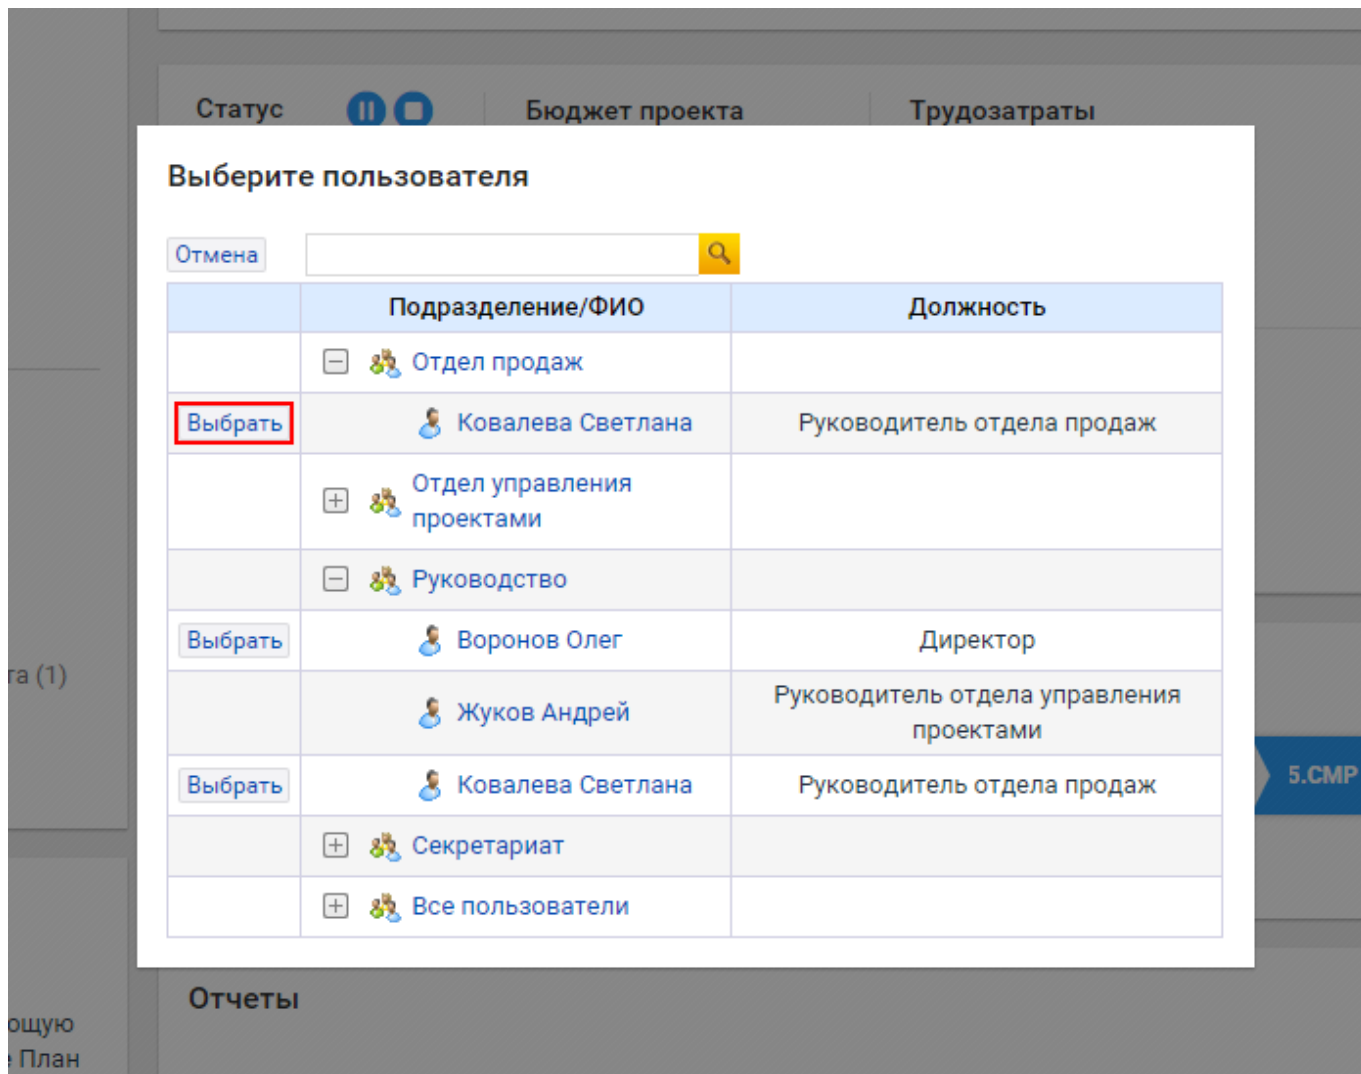 Статус Бюджет проекта Трудозатраты
Выберите пользователя
Отмена
Подразделение/ФИО Должность
Отдел продаж
Выбрать Ковалева Светлана Руководитель отдела продаж
Отдел управления
проектами
Руководство
Выбрать Воронов Олег Директор
та (1)
Жуков Андрей Руководитель отдела управления
проектами
5.СМР
Выбрать Ковалева Светлана Руководитель отдела продаж
Секретариат
Все пользователи
Отчеты
ющую
е План